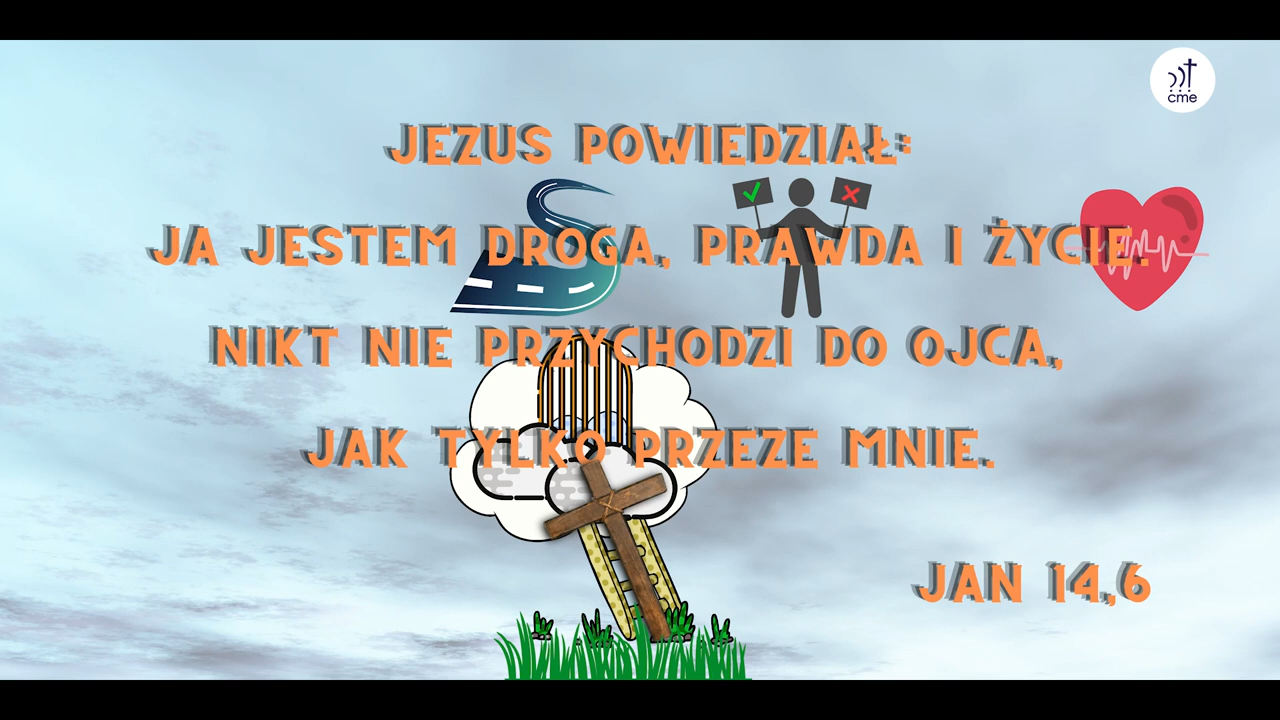 cme
JEZUS POWIEDZIAŁ:
JA JESTEM DROGA, PRAWDA I ŻYCIE.
NIKT NIE PRZYCHODZI DO OJCA,
JAK TYLKO PRZEZE MNIE.
JAN 14,6